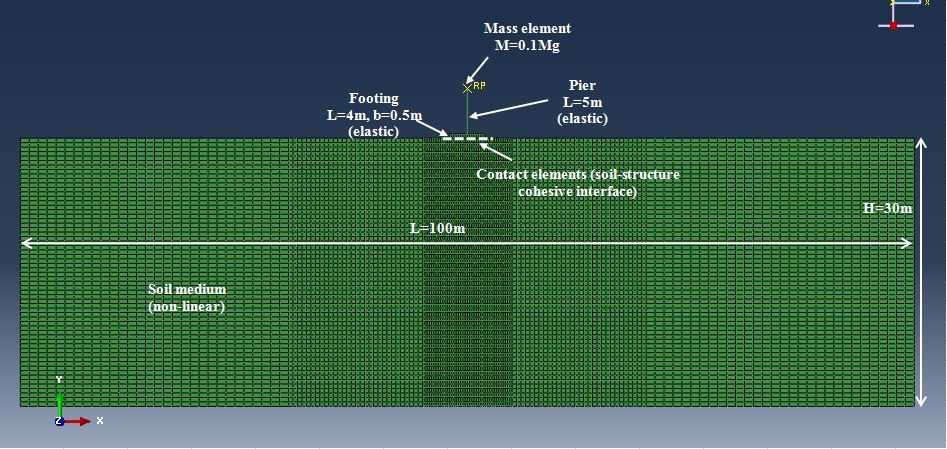 Mass element
M=0.1Mg
RP
Pier
L=5m
(elastic)
Footing
L=4m, b=0.5m
(elastic)
Contact elements (soil-structure
cohesive interface)
H=30m
L=100m
Soil medium
(non-linear)
Y
Z
X
X